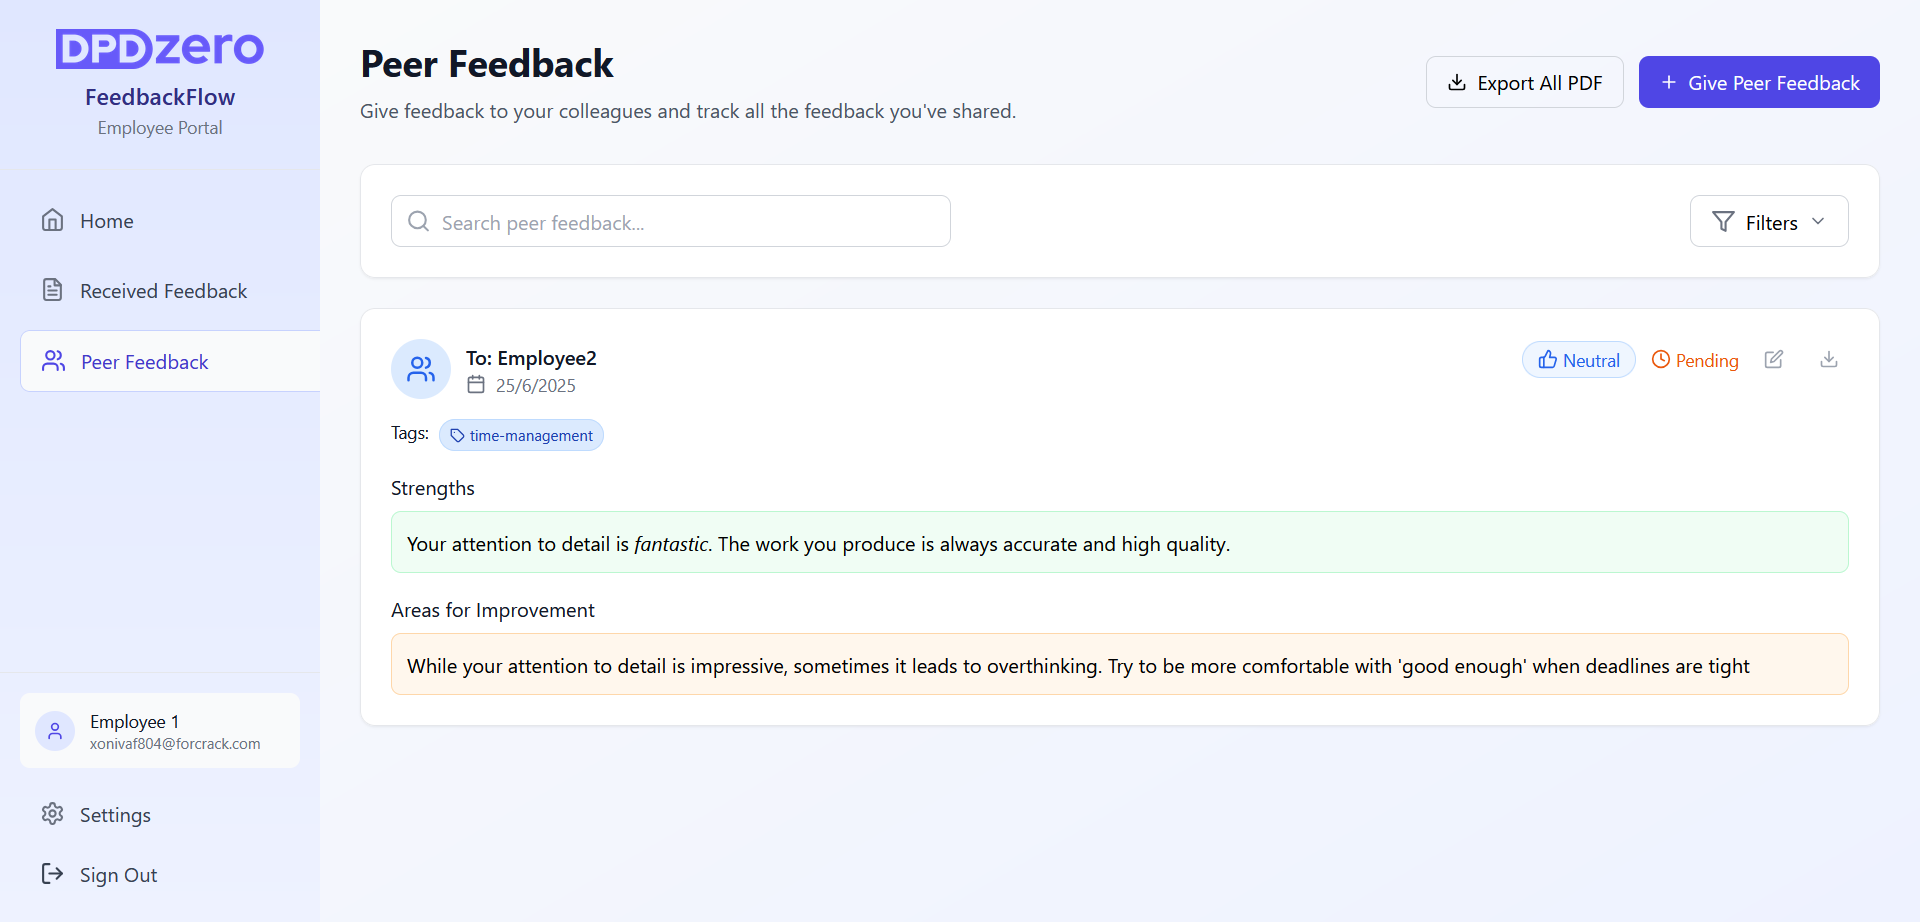 DPDzero
FeedbackFlow
Employee Portal
Home
Received Feedback
Peer Feedback
Employee 1
xonivaf804@forcrack.com
Settings
Sign Out
Peer Feedback
Give feedback to your colleagues and track all the feedback you've shared.
Export All PDF
Give Peer Feedback
Search peer feedback...
Filters
To: Employee2
25/6/2025
Neutral
Pending
Tags:
time-management
Strengths
Your attention to detail is fantastic. The work you produce is always accurate and high quality.
Areas for Improvement
While your attention to detail is impressive, sometimes it leads to overthinking. Try to be more comfortable with 'good enough' when deadlines are tight